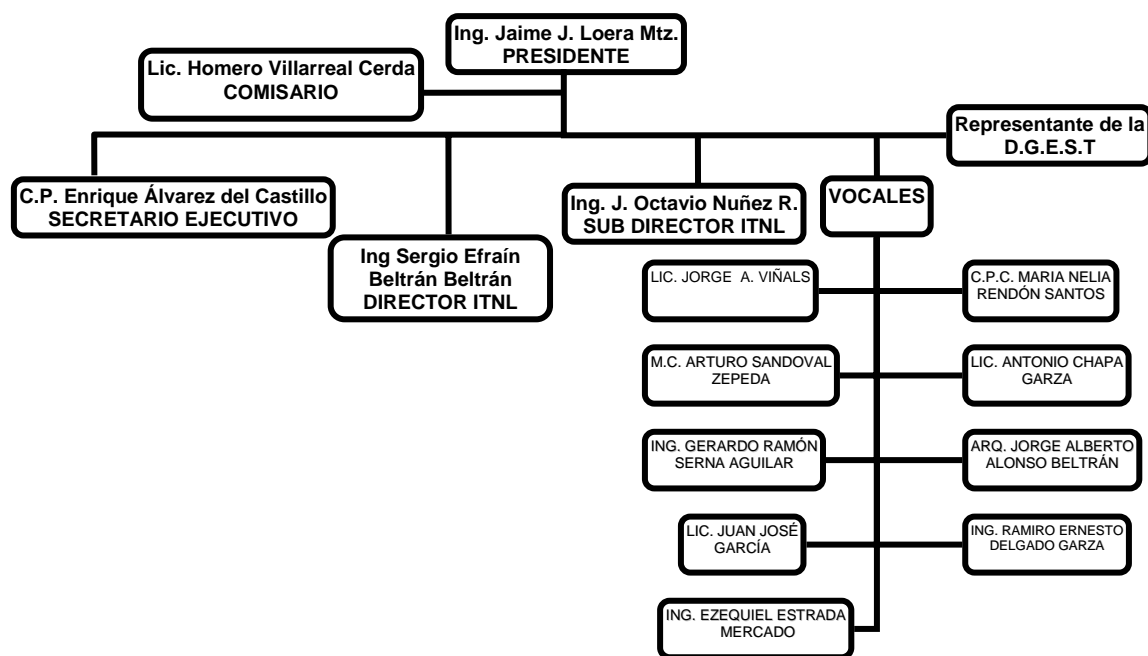 Ing. Jaime J. Loera Mtz.
PRESIDENTE
Lic. Homero Villarreal Cerda
COMISARIO
Representante de la
D.G.E.S.T
C.P. Enrique Álvarez del Castillo
SECRETARIO EJECUTIVO
Ing. J. Octavio Nuñez R.
SUB DIRECTOR ITNL
VOCALES
Ing Sergio Efraín
Beltrán Beltrán
DIRECTOR ITNL
LIC. JORGE A. VIÑALS
C.P.C. MARIA NELIA
RENDÓN SANTOS
M.C. ARTURO SANDOVAL
ZEPEDA
LIC. ANTONIO CHAPA
GARZA
ING. GERARDO RAMÓN
SERNA AGUILAR
ARQ. JORGE ALBERTO
ALONSO BELTRÁN
LIC. JUAN JOSÉ
GARCÍA
ING. RAMIRO ERNESTO
DELGADO GARZA
ING. EZEQUIEL ESTRADA
MERCADO